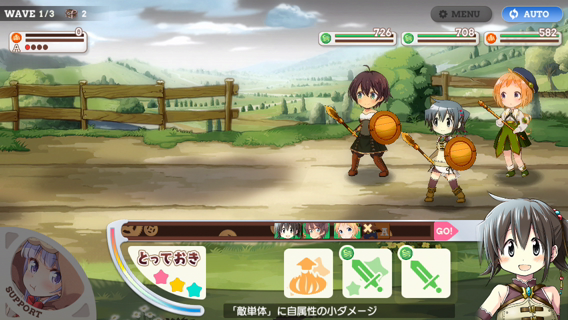 WAVE 1/3 2
MENU
AUTO
0
A
726
708
582
GO!
とっておき
SUPPORT
「敵単体」に自属性の小ダメージ